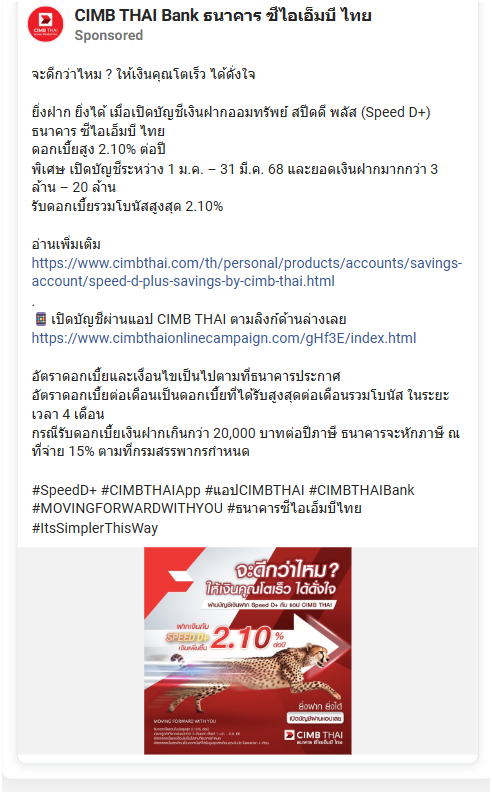 CIMB THAI Bank ธนาคาร ซีไอเอ็มบี ไทย
CIMB THAI
Sponsored
จะดีกว่าไหม ? ให้เงินคุณโตเร็ว ได้ดั่งใจ
ยิ่งฝาก ยิ่งได้ เมื่อเปิดบัญชีเงินฝากออมทรัพย์ สปีดดี พลัส (Speed D+)
ธนาคาร ซีไอเอ็มบี ไทย
ดอกเบี้ยสูง 2.10% ต่อปี
พิเศษ เปิดบัญชีระหว่าง 1 ม.ค. – 31 มี.ค. 68 และยอดเงินฝากมากกว่า 3
ล้าน – 20 ล้าน
รับดอกเบี้ยรวมโบนัสสูงสุด 2.10%
อ่านเพิ่มเติม
https://www.cimbthai.com/th/personal/products/accounts/savings-
account/speed-d-plus-savings-by-cimb-thai.html
.
เปิดบัญชีผ่านแอป CIMB THAI ตามลิงก์ด้านล่างเลย
https://www.cimbthaionlinecampaign.com/gHf3E/index.html
อัตราดอกเบี้ยและเงื่อนไขเป็นไปตามที่ธนาคารประกาศ
อัตราดอกเบี้ยต่อเดือนเป็นดอกเบี้ยที่ได้รับสูงสุดต่อเดือนรวมโบนัส ในระยะ
เวลา 4 เดือน
กรณีรับดอกเบี้ยเงินฝากเกินกว่า 20,000 บาทต่อปีภาษี ธนาคารจะหักภาษี ณ
ที่จ่าย 15% ตามที่กรมสรรพากรกำหนด
#SpeedD+ #CIMBTHAIApp #แอปCIMBTHAI #CIMBTHAIBank
#MOVINGFORWARDWITHYOU #ธนาคารซีไอเอ็มบีไทย
#ItsSimplerThisWay
จะดีกว่าไหม?
ให้เงินคุณโตเร็ว ได้ดั่งใจ
ผ่านบัญชีเงินฝาก Speed D+ กับ แอป CIMB THAI
ฝากเงินกับ
SPEED D+
เงินเพิ่มขึ้น
2.10%
ต่อปี
ยิ่งฝาก ยิ่งได้
เปิดบัญชีผ่านแอปเลย
MOVING FORWARD WITH YOU
CIMB THAI
ธนาคาร ซีไอเอ็มบี ไทย